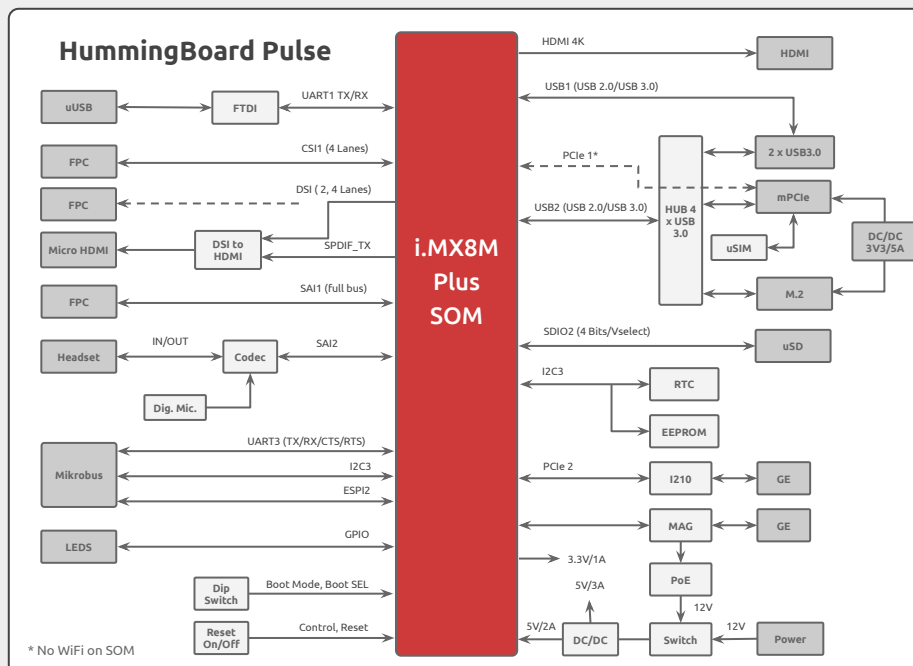 HummingBoard Pulse
uUSB
FTDI
UART1 TX/RX
FPC
CSI1 (4 Lanes)
FPC
DSI ( 2, 4 Lanes)
Micro HDMI
DSI to
HDMI
SPDIF_TX
FPC
SAI1 (full bus)
Headset
IN/OUT
Codec
SAI2
Dig. Mic.
Mikrobus
UART3 (TX/RX/CTS/RTS)
I2C3
ESPI2
LEDS
GPIO
Dip
Switch
Boot Mode, Boot SEL
Reset
On/Off
Control, Reset
* No WiFi on SOM
i.MX8M
Plus
SOM
HDMI 4K
HDMI
USB1 (USB 2.0/USB 3.0)
2 x USB3.0
PCIe 1*
mPCIe
USB2 (USB 2.0/USB 3.0)
HUB 4
x USB
3.0
uSIM
DC/DC
3V3/5A
M.2
SDIO2 (4 Bits/Vselect)
uSD
I2C3
RTC
EEPROM
PCIe 2
I210
GE
MAG
GE
3.3V/1A
PoE
5V/3A
12V
5V/2A
DC/DC
Switch
12V
Power